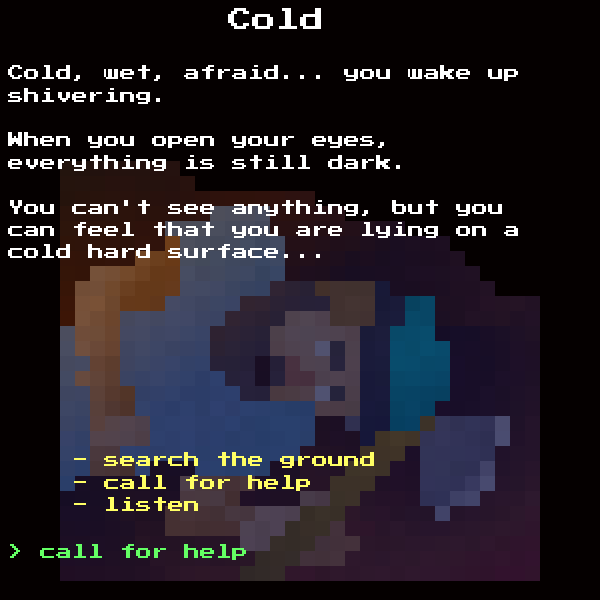 Cold
Cold, wet, afraid... you wake up
shivering.
When you open your eyes,
everything is still dark.
You can't see anything, but you
can feel that you are lying on a
cold hard surface...
- search the ground
- call for help
- listen
> call for help